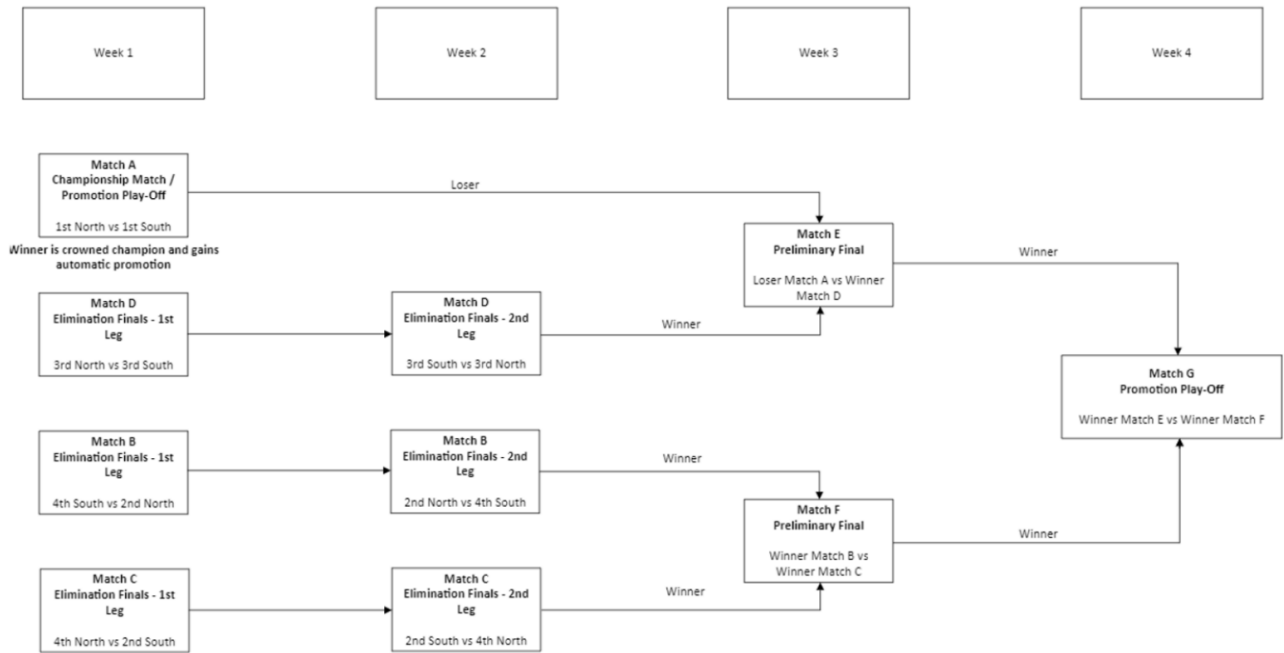 Week 1
Week 2
Week 3
Week 4
Match A
Championship Match /
Promotion Play-Off
1st North vs 1st South
Winner is crowned champion and gains
automatic promotion
Loser
Match E
Preliminary Final
Loser Match A vs Winner
Match D
Winner
Match D
Elimination Finals - 1st
Leg
3rd North vs 3rd South
Match D
Elimination Finals - 2nd
Leg
3rd South vs 3rd North
Winner
Match G
Promotion Play-Off
Winner Match E vs Winner Match F
Match B
Elimination Finals - 1st
Leg
4th South vs 2nd North
Match B
Elimination Finals - 2nd
Leg
2nd North vs 4th South
Winner
Match F
Preliminary Final
Winner Match B vs
Winner Match C
Winner
Match C
Elimination Finals - 1st
Leg
4th North vs 2nd South
Match C
Elimination Finals - 2nd
Leg
2nd South vs 4th North
Winner